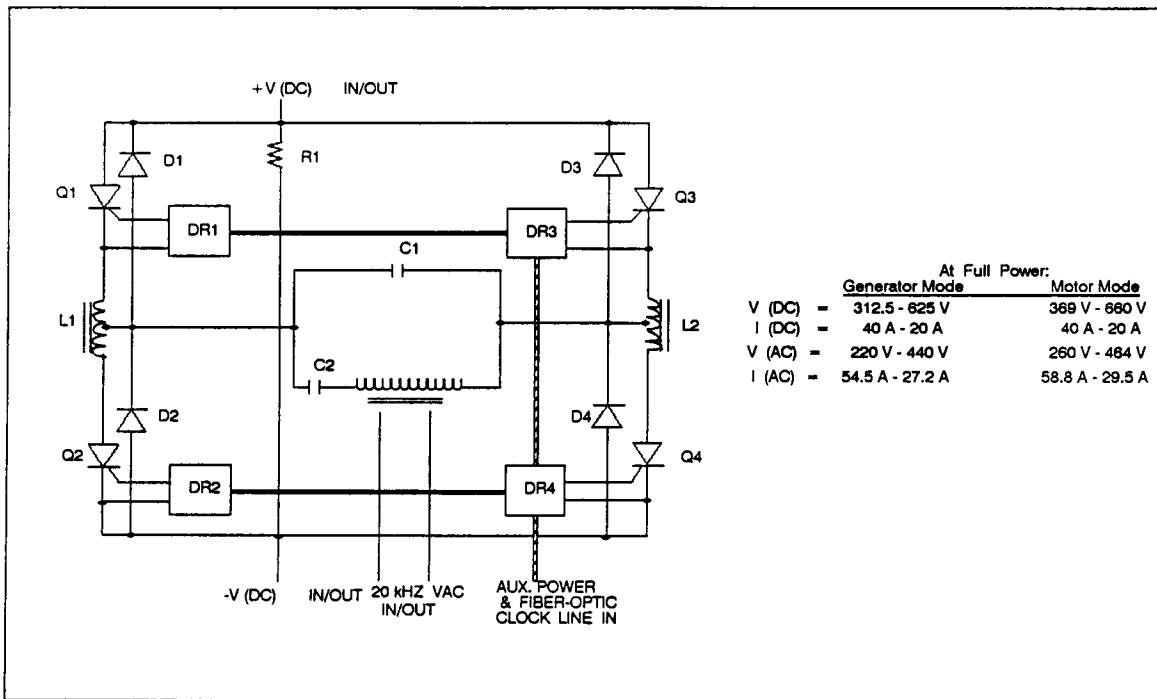 +V (DC) IN/OUT
D1
R1
D3
Q1
Q3
DR1
DR3
C1
L1
L2
C2
D2
D4
Q2
Q4
DR2
DR4
-V (DC) IN/OUT 20 kHZ VAC
IN/OUT
AUX. POWER
& FIBER-OPTIC
CLOCK LINE IN
At Full Power:
Generator Mode Motor Mode
V (DC) = 312.5 - 625 V 369 V - 660 V
I (DC) = 40 A - 20 A 40 A - 20 A
V (AC) = 220 V - 440 V 260 V - 464 V
I (AC) = 54.5 A - 27.2 A 58.8 A - 29.5 A